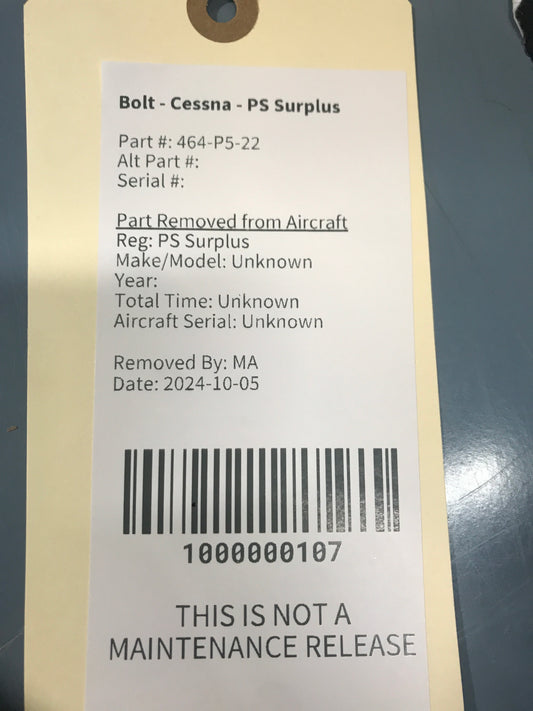 Bolt - Cessna - PS Surplus
Part #: 464-P5-22
Alt Part #:
Serial #:
Part Removed from Aircraft
Reg: PS Surplus
Make/Model: Unknown
Year:
Total Time: Unknown
Aircraft Serial: Unknown
Removed By: MA
Date: 2024-10-05
1000000107
THIS IS NOT A
MAINTENANCE RELEASE